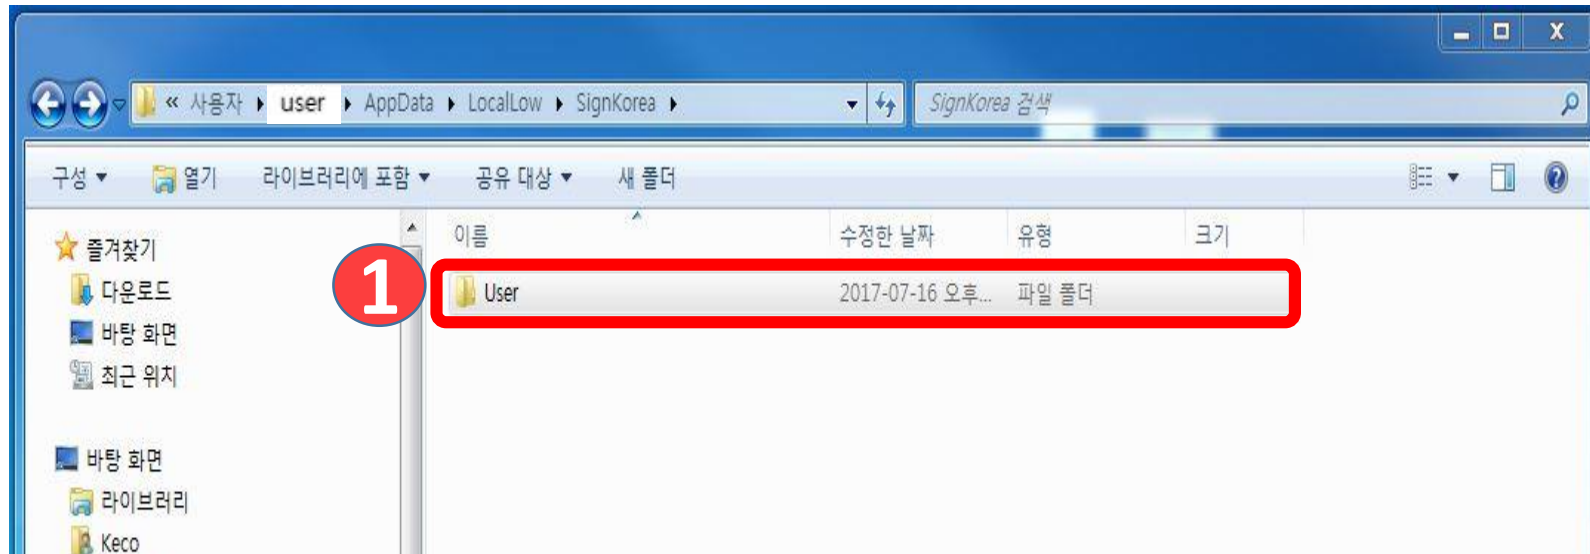 « 사용자 ▸ user ▸ AppData ▸ LocalLow ▸ SignKorea ▸ SignKorea 검색
구성 ▾ 열기 라이브러리에 포함 ▾ 공유 대상 ▾ 새 폴더
즐겨찾기
다운로드
바탕 화면
최근 위치
바탕 화면
라이브러리
Keco
이름 수정한 날짜 유형 크기
1 User 2017-07-16 오후... 파일 폴더